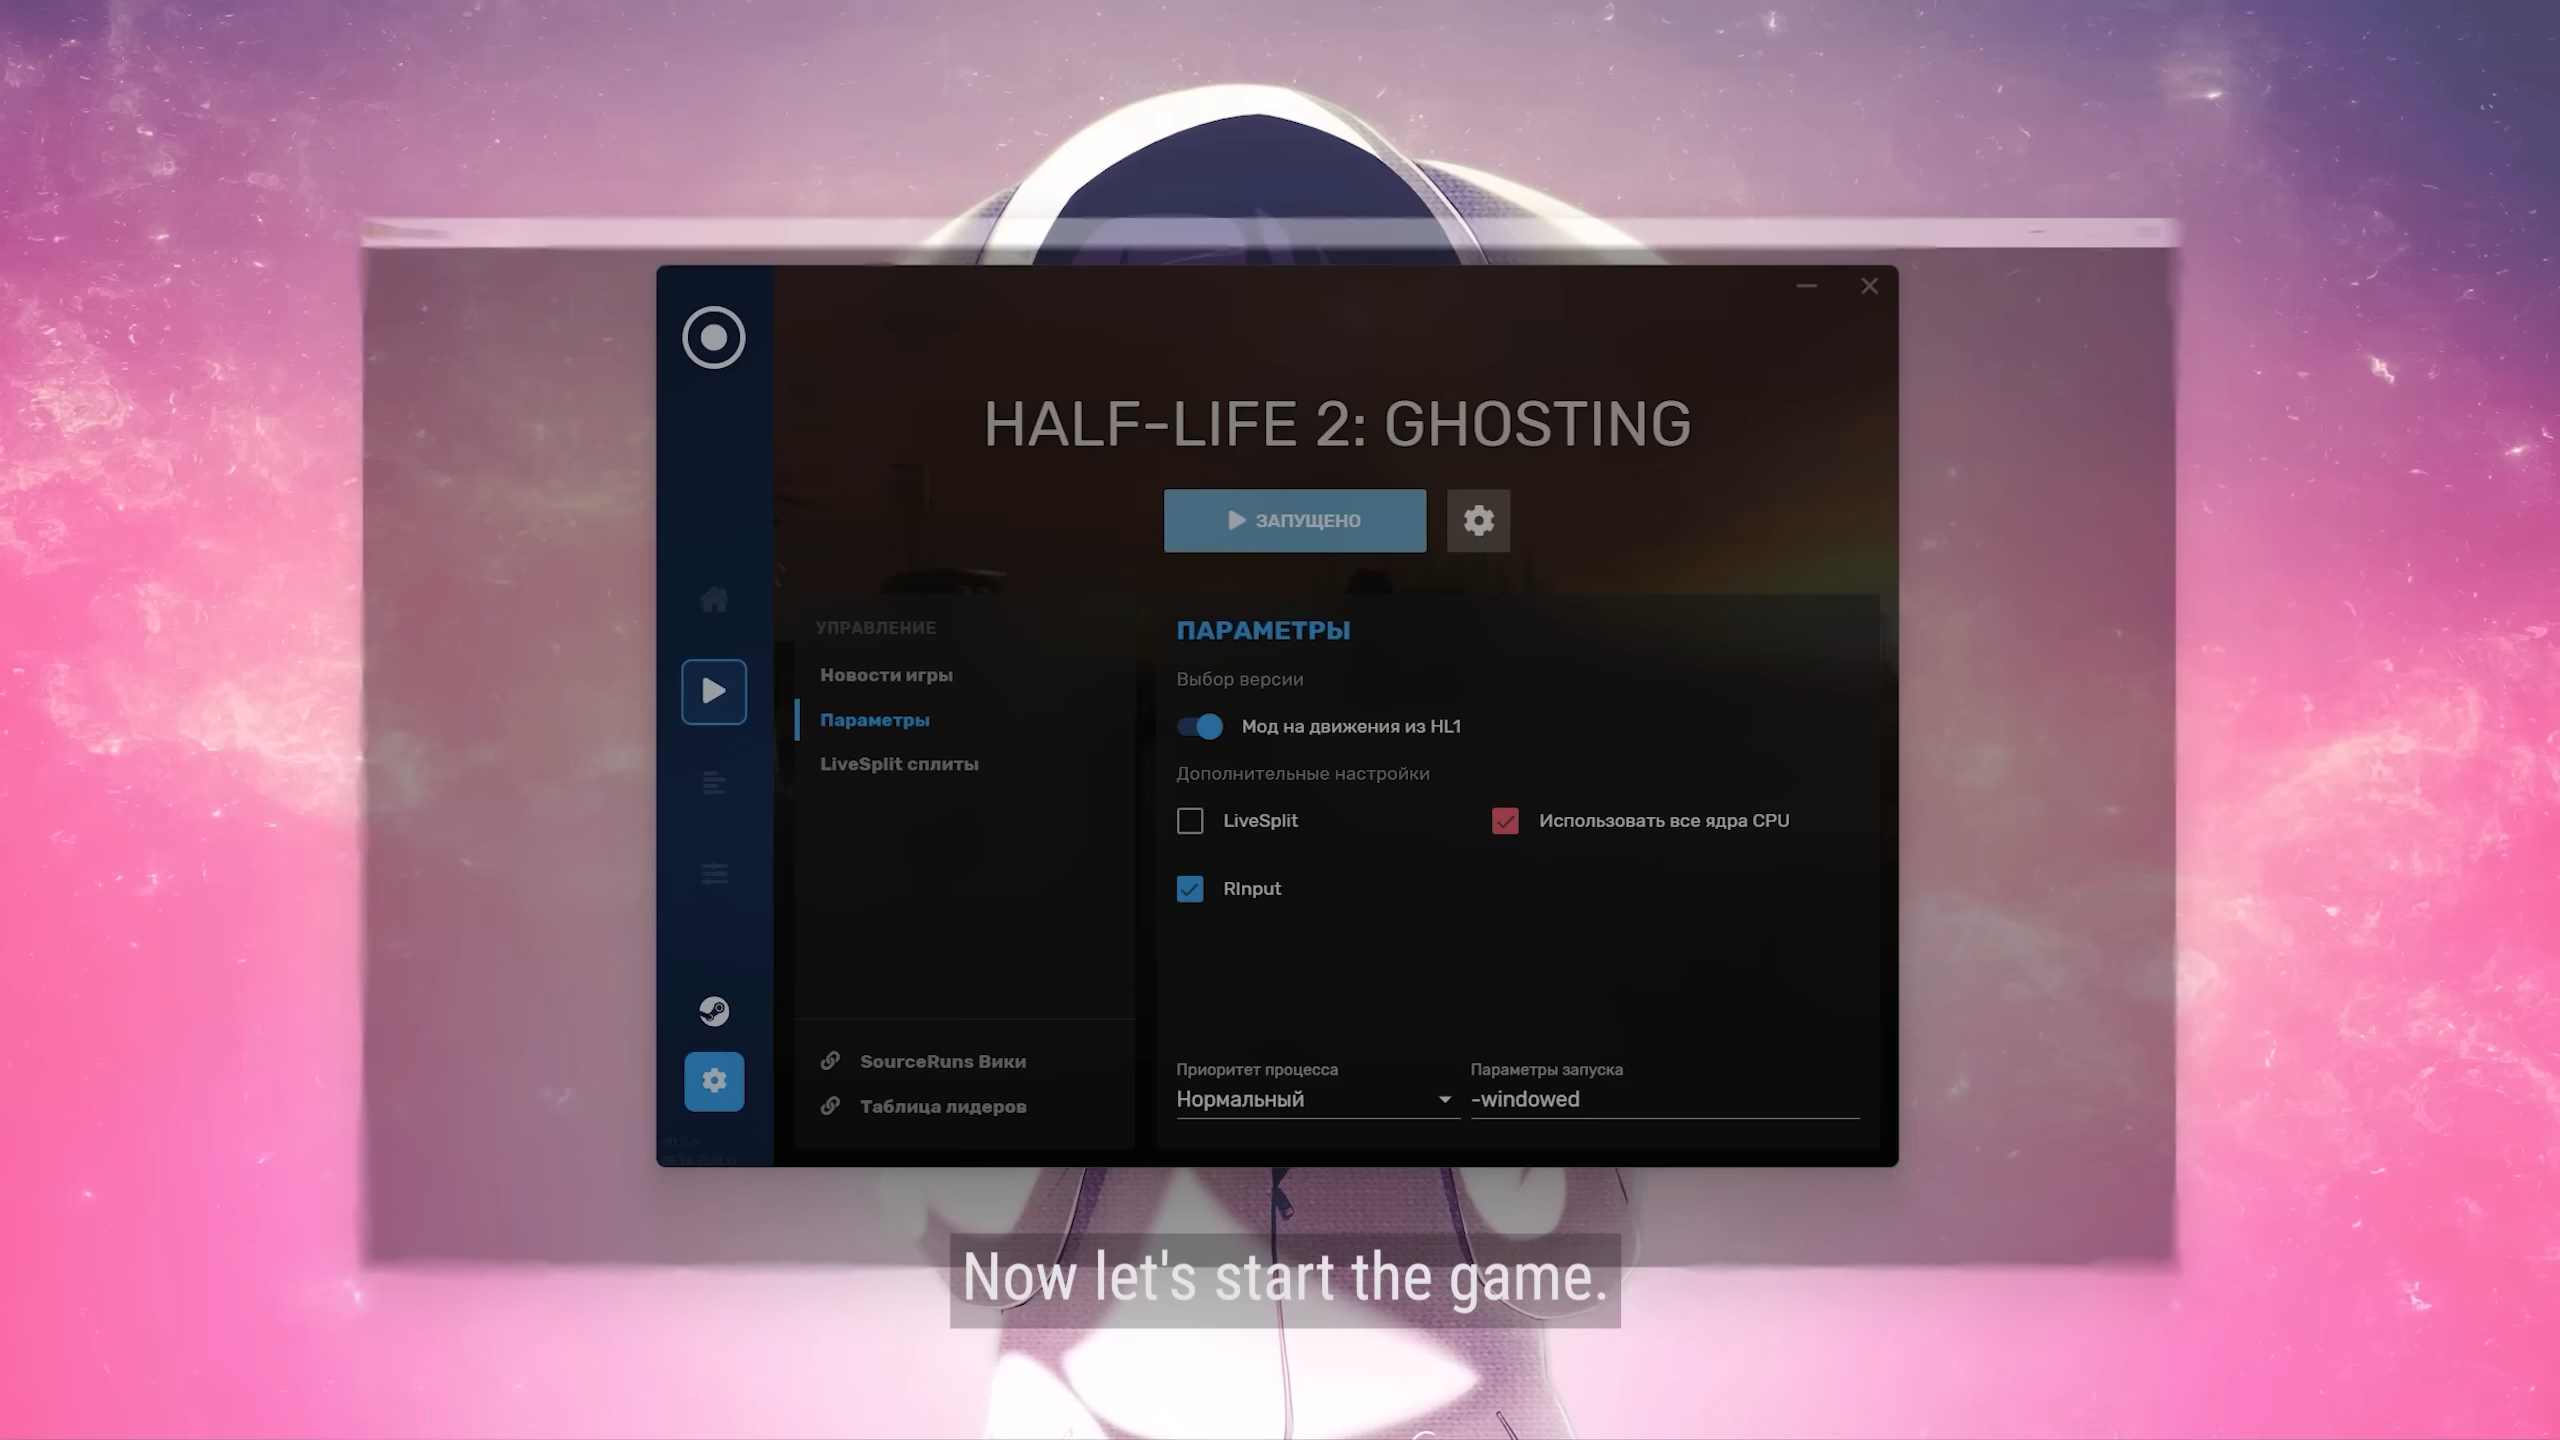 HALF-LIFE 2: GHOSTING
ЗАПУЩЕНО
УПРАВЛЕНИЕ
Новости игры
Параметры
LiveSplit сплиты
SourceRuns Вики
Таблица лидеров
ПАРАМЕТРЫ
Выбор версии
Мод на движения из HL1
Дополнительные настройки
LiveSplit
Использовать все ядра CPU
RInput
Приоритет процесса
Нормальный
Параметры запуска
-windowed
BETA BUILD
Now let's start the game.